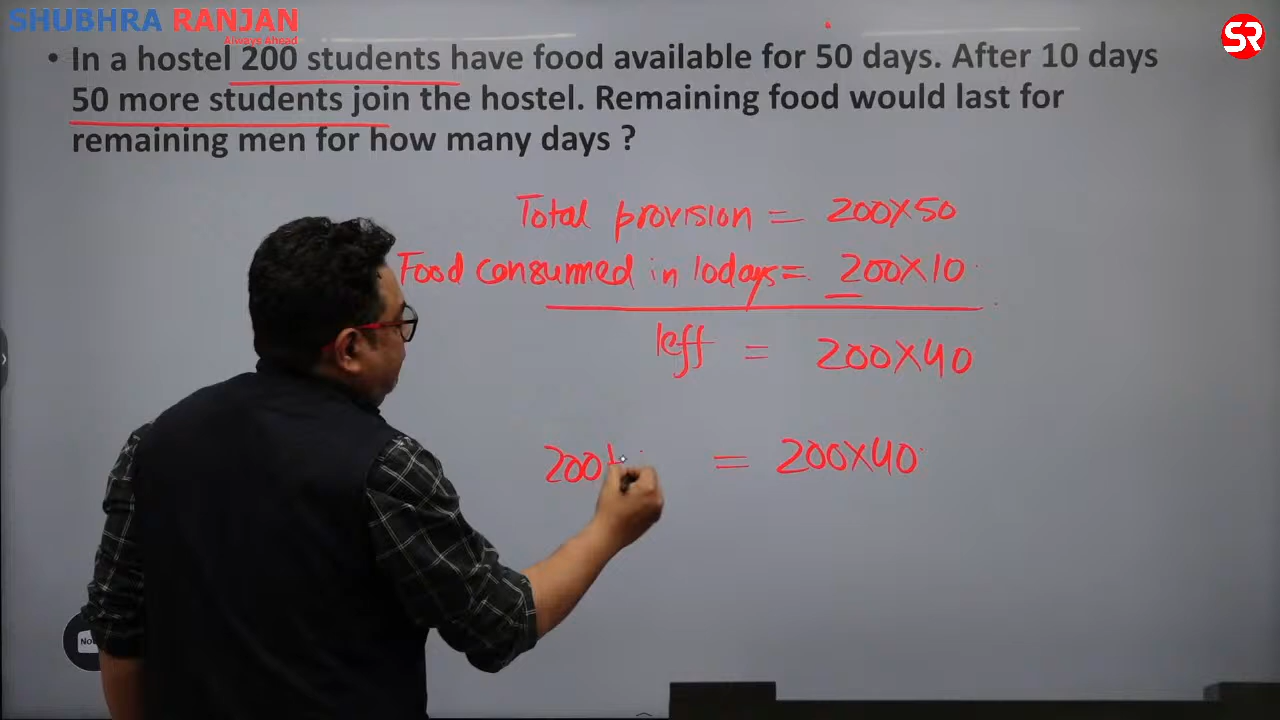 SHUBHRA RANJAN
Always Ahead
SR
• In a hostel 200 students have food available for 50 days. After 10 days
50 more students join the hostel. Remaining food would last for
remaining men for how many days ?
Total provision = 200×50
Food consumed in 10days = 200×10
left = 200×40
200 = 200×40